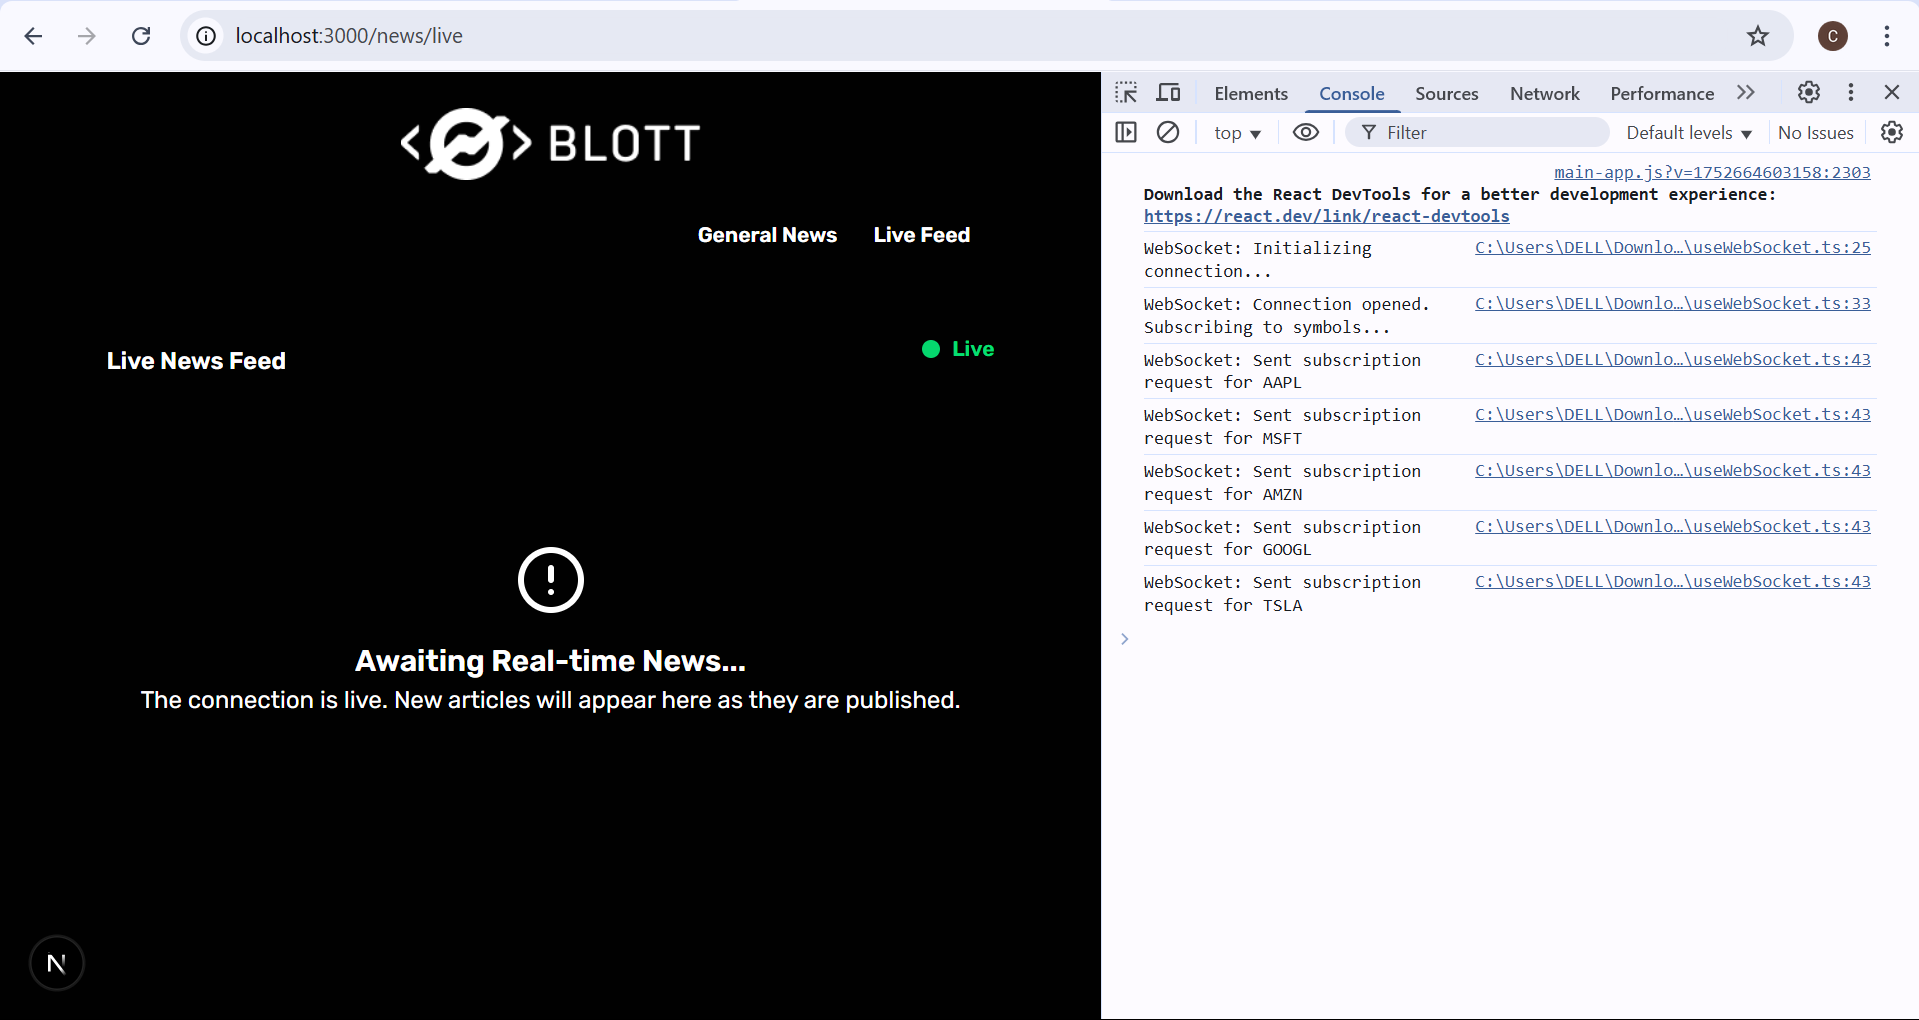 localhost:3000/news/live
C
BLOTT
General News Live Feed
Live News Feed
Live
Awaiting Real-time News...
The connection is live. New articles will appear here as they are published.
N
Elements Console Sources Network Performance
top Filter Default levels No Issues
main-app.js?v=1752664603158:2303
Download the React DevTools for a better development experience:
https://react.dev/link/react-devtools
WebSocket: Initializing C:\Users\DELL\Downlo…\useWebSocket.ts:25
connection...
WebSocket: Connection opened. C:\Users\DELL\Downlo…\useWebSocket.ts:33
Subscribing to symbols...
WebSocket: Sent subscription C:\Users\DELL\Downlo…\useWebSocket.ts:43
request for AAPL
WebSocket: Sent subscription C:\Users\DELL\Downlo…\useWebSocket.ts:43
request for MSFT
WebSocket: Sent subscription C:\Users\DELL\Downlo…\useWebSocket.ts:43
request for AMZN
WebSocket: Sent subscription C:\Users\DELL\Downlo…\useWebSocket.ts:43
request for GOOGL
WebSocket: Sent subscription C:\Users\DELL\Downlo…\useWebSocket.ts:43
request for TSLA